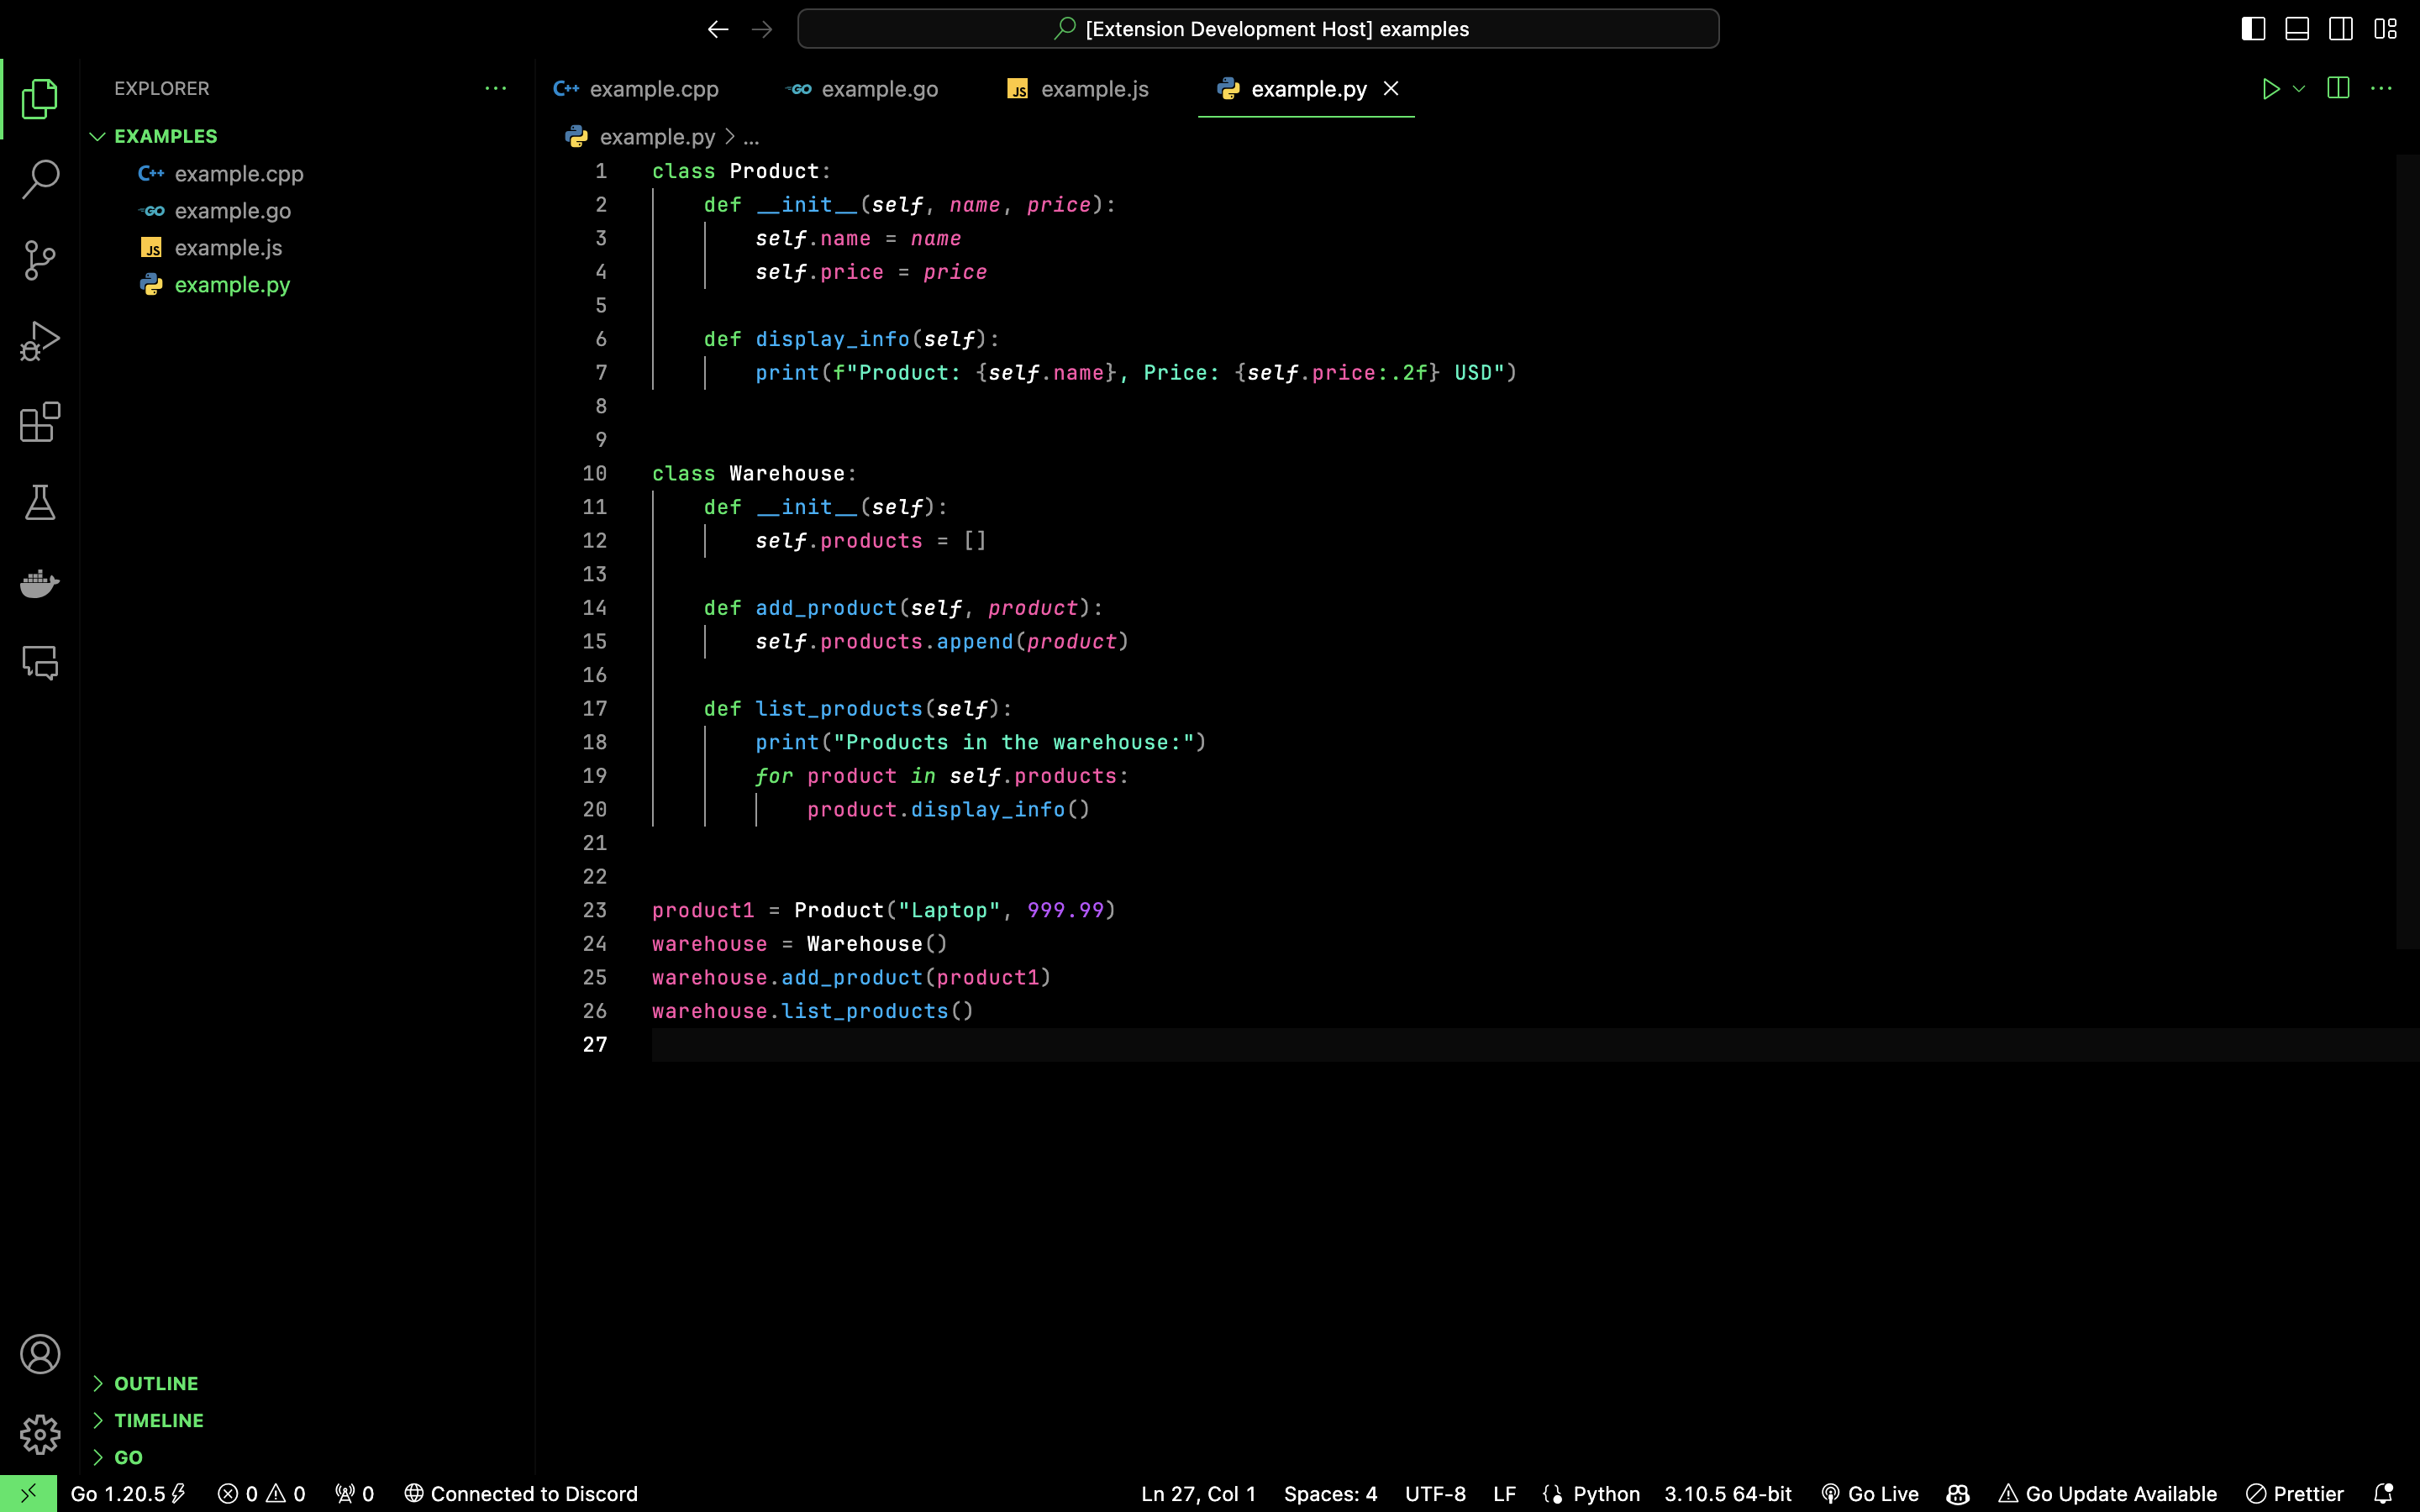 [Extension Development Host] examples
EXPLORER
EXAMPLES
C++ example.cpp
GO example.go
JS example.js
example.py
OUTLINE
TIMELINE
GO
C++ example.cpp
GO example.go
JS example.js
example.py
example.py > ...
1 class Product:
2     def __init__(self, name, price):
3         self.name = name
4         self.price = price
5
6     def display_info(self):
7         print(f"Product: {self.name}, Price: {self.price:.2f} USD")
8
9
10 class Warehouse:
11     def __init__(self):
12         self.products = []
13
14     def add_product(self, product):
15         self.products.append(product)
16
17     def list_products(self):
18         print("Products in the warehouse:")
19         for product in self.products:
20             product.display_info()
21
22
23 product1 = Product("Laptop", 999.99)
24 warehouse = Warehouse()
25 warehouse.add_product(product1)
26 warehouse.list_products()
27
Go 1.20.5 0 0 0 Connected to Discord Ln 27, Col 1 Spaces: 4 UTF-8 LF Python 3.10.5 64-bit Go Live Go Update Available Prettier